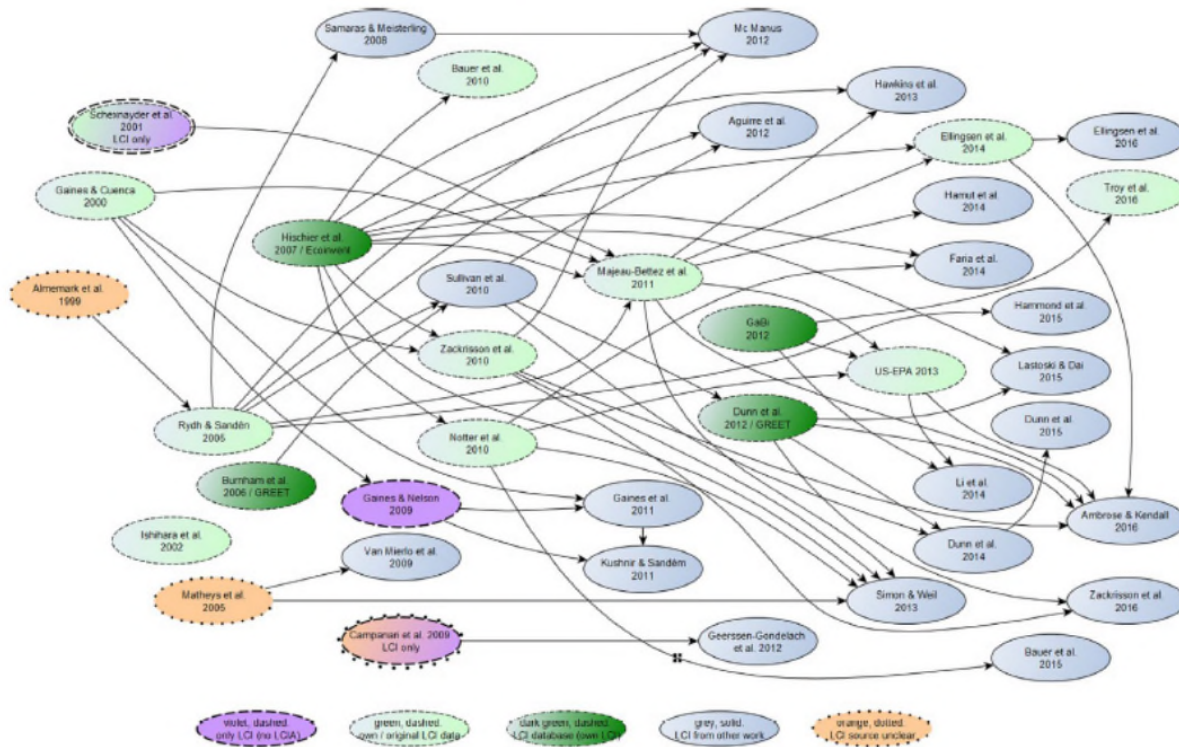 Samaras & Meisterling
2008
Mc Manus
2012
Bauer et al.
2010
Hawkins et al.
2013
Schexnayder et al.
2001
LCI only
Aguirre et al.
2012
Ellingsen et al.
2014
Ellingsen et al.
2016
Gaines & Cuenca
2000
Hamut et al.
2014
Troy et al.
2016
Hischier et al.
2007 / Ecoinvent
Sullivan et al.
2010
Majeau-Bettez et al.
2011
Faria et al.
2014
Almemark et al.
1999
Hammond et al.
2015
GaBi
2012
Zackrisson et al.
2010
US-EPA 2013
Lastoski & Dai
2015
Rydh & Sandén
2005
Notter et al.
2010
Dunn et al.
2012 / GREET
Dunn et al.
2015
Burnham et al.
2006 / GREET
Gaines & Nelson
2009
Gaines et al.
2011
Li et al.
2014
Ambrose & Kendall
2016
Ishihara et al.
2002
Van Mierlo et al.
2009
Kushnir & Sandém
2011
Dunn et al.
2014
Matheys et al.
2005
Simon & Weil
2013
Zackrisson et al.
2016
Campanari et al. 2009
LCI only
Geerssen-Gondelach
et al. 2012
Bauer et al.
2015
violet, dashed.
only LCI (no LCIA)
green, dashed.
own / original LCI data
dark green, dashed.
LCI database (own LCI)
grey, solid.
LCI from other work
orange, dotted.
LCI source unclear